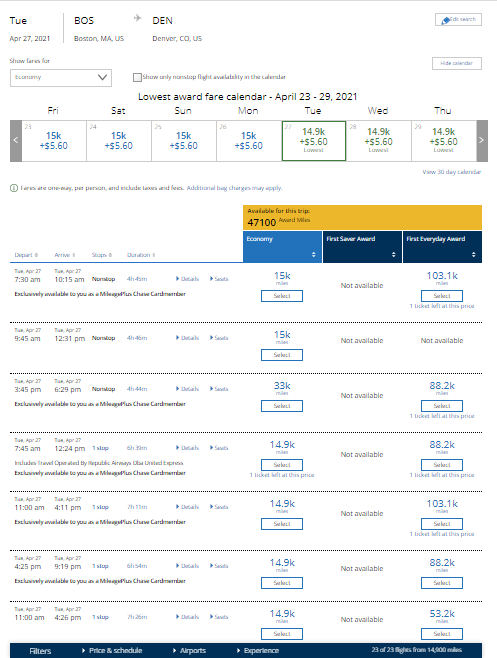 Tue
BOS
DEN
Edit search
Apr 27, 2021
Boston, MA, US
Denver, CO, US
Show fares for
Hide calendar
Economy
Show only nonstop flight availability in the calendar
Lowest award fare calendar - April 23 - 29, 2021
Fri Sat Sun Mon Tue Wed Thu
23 24 25 26 27 28 29
15k 15k 15k 15k 14.9k 14.9k 14.9k
+$5.60 +$5.60 +$5.60 +$5.60 +$5.60 +$5.60 +$5.60
Lowest Lowest Lowest
View 30 day calendar
Fares are one-way, per person, and include taxes and fees. Additional bag charges may apply.
Available for this trip:
47100 Award Miles
Economy First Saver Award First Everyday Award
Depart Arrive Stops Duration
Tue, Apr 27 Tue, Apr 27
7:30 am 10:15 am Nonstop 4h 45m Details Seats
15k miles Select
Not available
103.1k miles Select
1 ticket left at this price
Exclusively available to you as a MileagePlus Chase Cardmember
Tue, Apr 27 Tue, Apr 27
9:45 am 12:31 pm Nonstop 4h 46m Details Seats
15k miles Select
Not available
Not available
Tue, Apr 27 Tue, Apr 27
3:45 pm 6:29 pm Nonstop 4h 44m Details Seats
33k miles Select
Not available
88.2k miles Select
1 ticket left at this price
Exclusively available to you as a MileagePlus Chase Cardmember
Tue, Apr 27 Tue, Apr 27
7:45 am 12:24 pm 1 stop 6h 39m Details Seats
14.9k miles Select
1 ticket left at this price
Not available
88.2k miles Select
1 ticket left at this price
Includes Travel Operated By Republic Airways Dba United Express
Exclusively available to you as a MileagePlus Chase Cardmember
Tue, Apr 27 Tue, Apr 27
11:00 am 4:11 pm 1 stop 7h 11m Details Seats
14.9k miles Select
Not available
103.1k miles Select
1 ticket left at this price
Exclusively available to you as a MileagePlus Chase Cardmember
Tue, Apr 27 Tue, Apr 27
4:25 pm 9:19 pm 1 stop 6h 54m Details Seats
14.9k miles Select
Not available
88.2k miles Select
Exclusively available to you as a MileagePlus Chase Cardmember
Tue, Apr 27 Tue, Apr 27
11:00 am 4:26 pm 1 stop 7h 26m Details Seats
14.9k miles Select
Not available
53.2k miles Select
Filters Price & schedule Airports Experience 23 of 23 flights from 14,900 miles